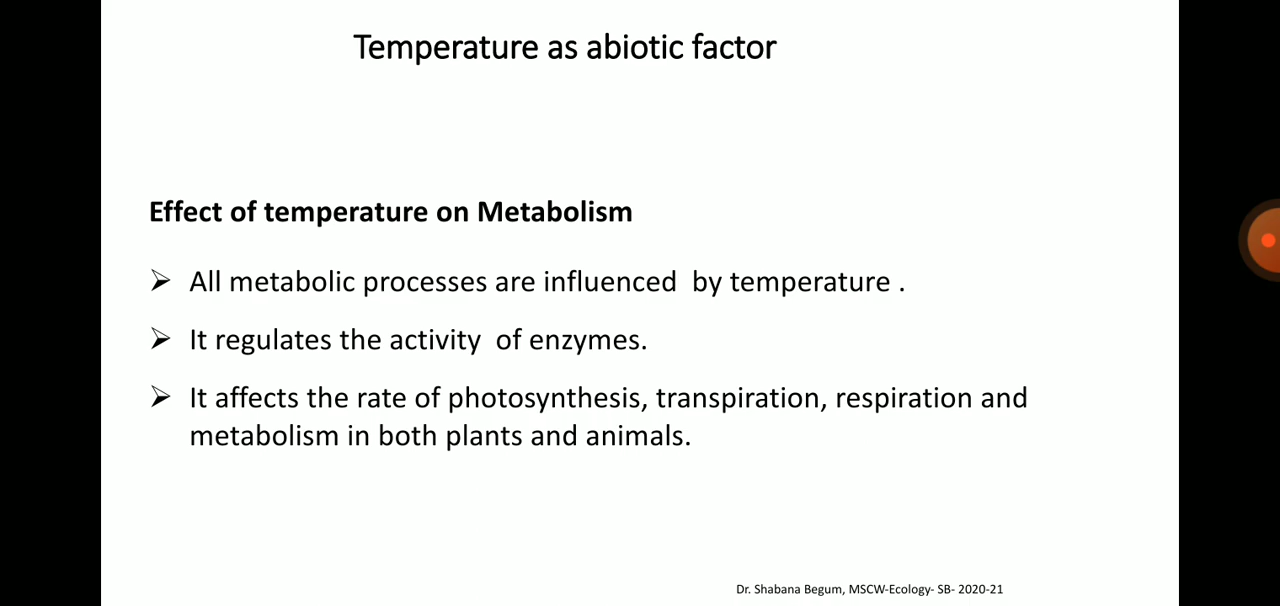 Temperature as abiotic factor
Effect of temperature on Metabolism
➢ All metabolic processes are influenced  by temperature .
➢ It regulates the activity  of enzymes.
➢ It affects the rate of photosynthesis, transpiration, respiration and
metabolism in both plants and animals.
Dr. Shabana Begum, MSCW-Ecology- SB- 2020-21